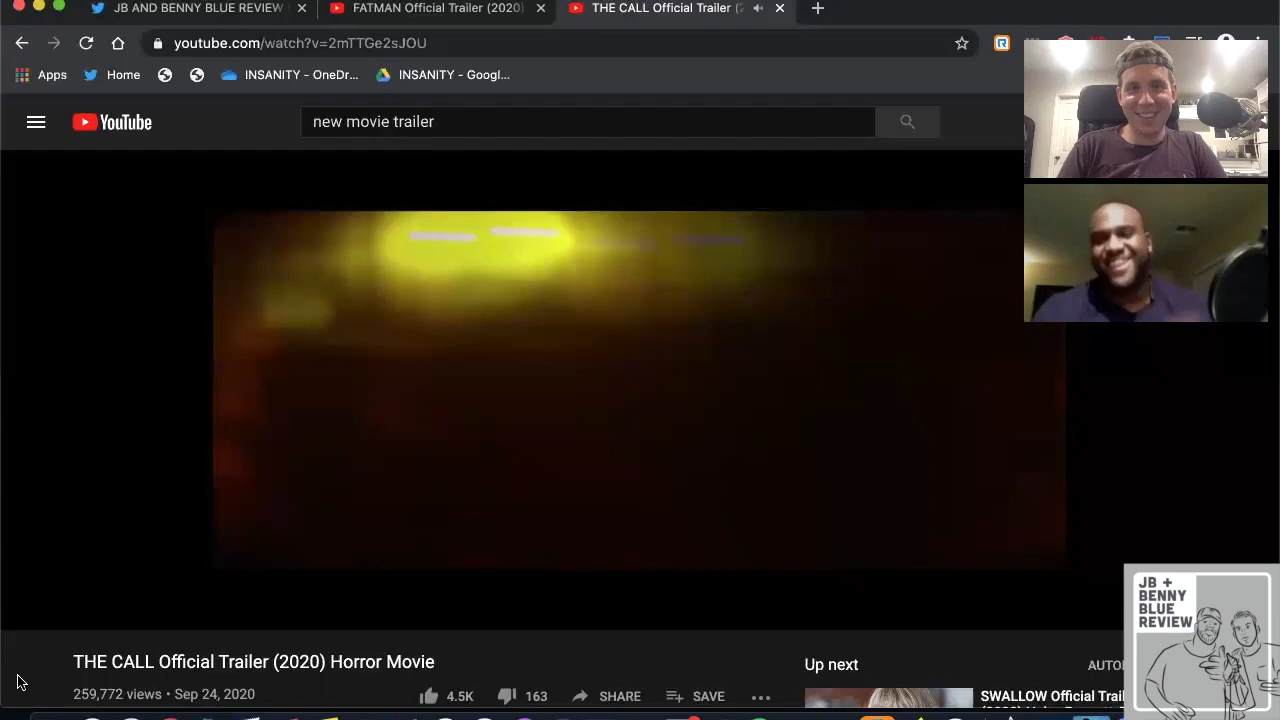 JB AND BENNY BLUE REVIEW
FATMAN Official Trailer (2020)
THE CALL Official Trailer (2
youtube.com/watch?v=2mTTGe2sJOU
Apps
Home
INSANITY - OneDr...
INSANITY - Googl...
YouTube
new movie trailer
JB +
BENNY
BLUE
REVIEW
THE CALL Official Trailer (2020) Horror Movie
259,772 views • Sep 24, 2020
4.5K
163
SHARE
SAVE
Up next
AUTO
SWALLOW Official Trail